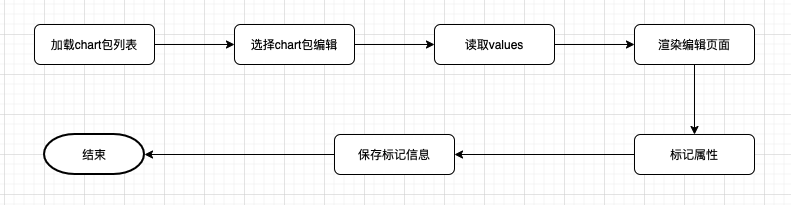 加载chart包列表
选择chart包编辑
读取values
渲染编辑页面
标记属性
保存标记信息
结束